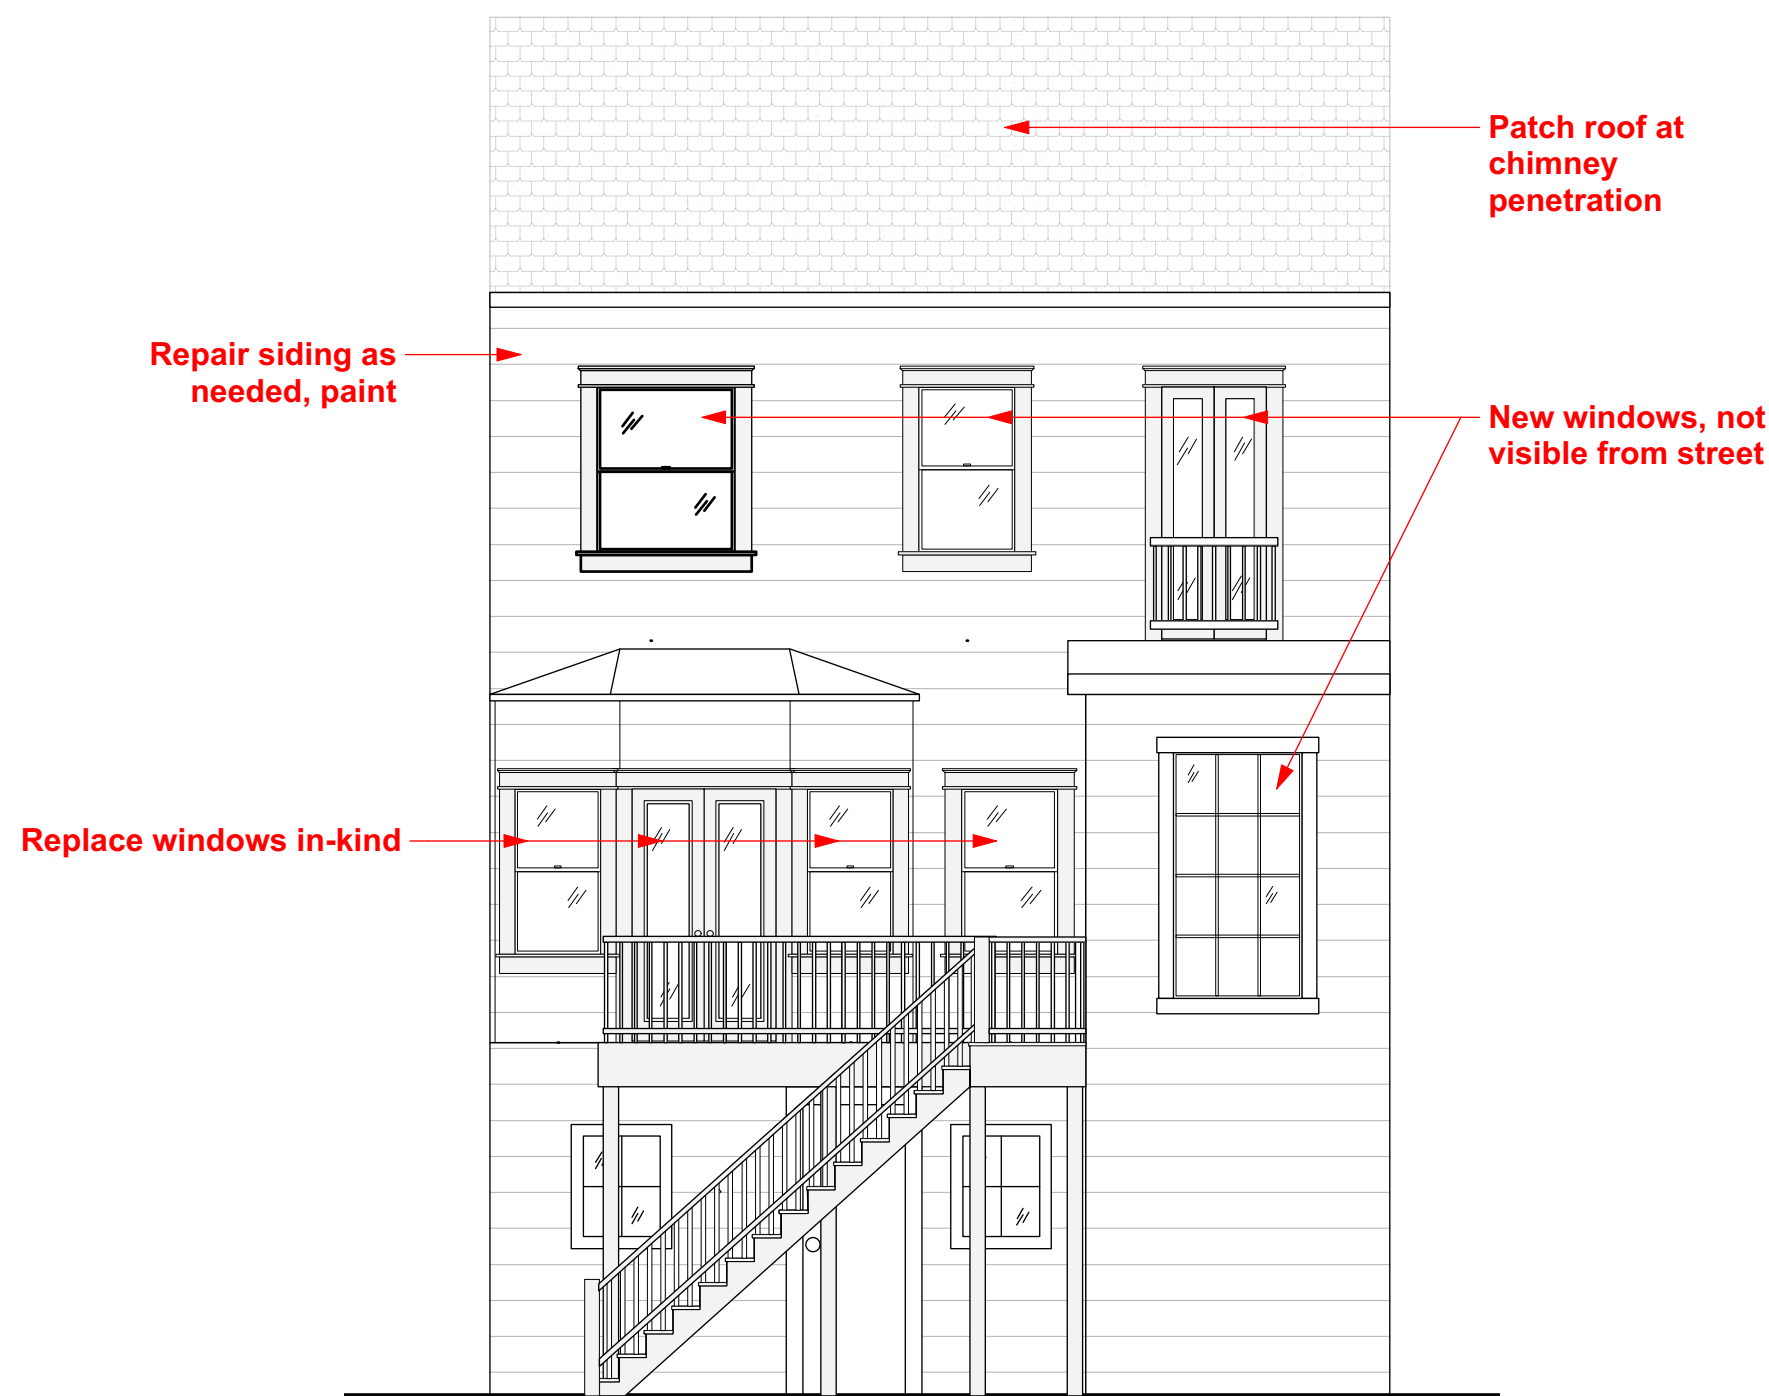 Patch roof at
chimney
penetration
Repair siding as
needed, paint
New windows, not
visible from street
Replace windows in-kind